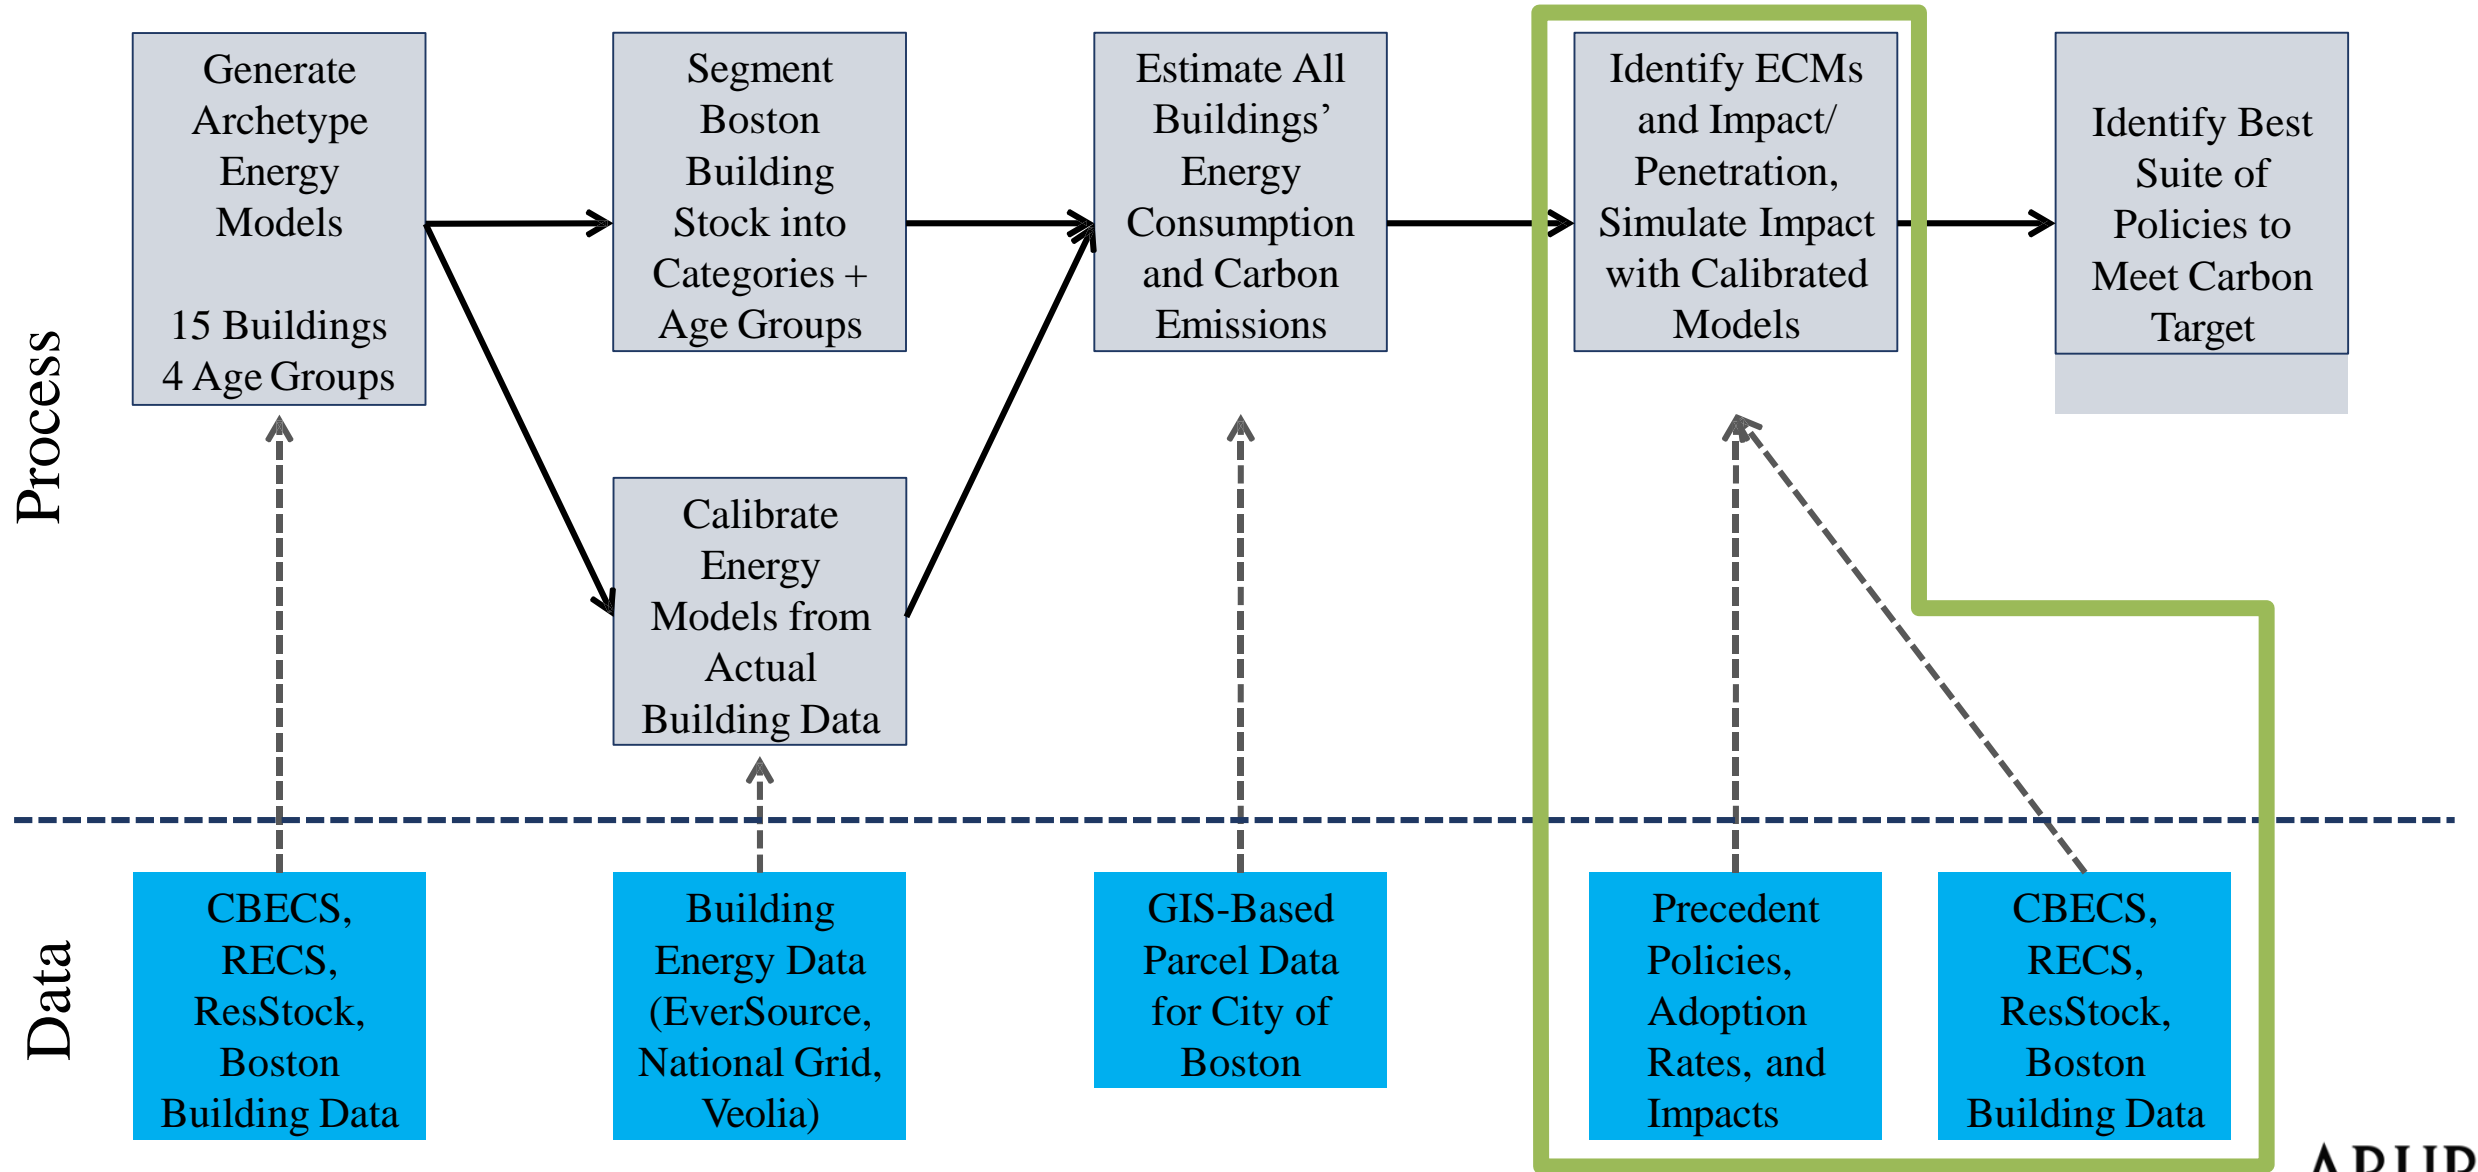 Process
Generate
Archetype
Energy
Models
15 Buildings
4 Age Groups
Segment
Boston
Building
Stock into
Categories +
Age Groups
Calibrate
Energy
Models from
Actual
Building Data
Estimate All
Buildings’
Energy
Consumption
and Carbon
Emissions
Identify ECMs
and Impact/
Penetration,
Simulate Impact
with Calibrated
Models
Identify Best
Suite of
Policies to
Meet Carbon
Target
Data
CBECS,
RECS,
ResStock,
Boston
Building Data
Building
Energy Data
(EverSource,
National Grid,
Veolia)
GIS-Based
Parcel Data
for City of
Boston
Precedent
Policies,
Adoption
Rates, and
Impacts
CBECS,
RECS,
ResStock,
Boston
Building Data
ARUP